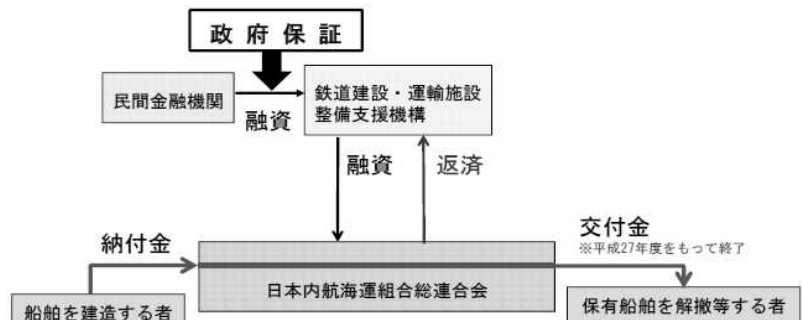 政府保証
民間金融機関
融資
鉄道建設・運輸施設
整備支援機構
融資
返済
納付金
交付金
※平成27年度をもって終了
日本内航海運組合総連合会
船舶を建造する者
保有船舶を解撤等する者